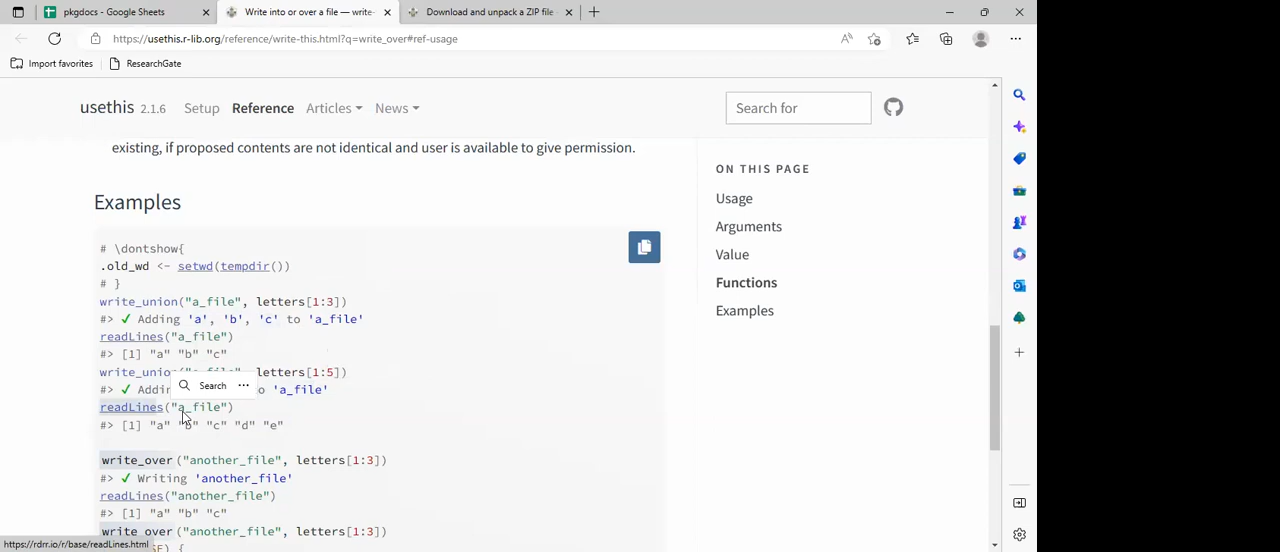 pkgdocs - Google Sheets
Write into or over a file — write-
Download and unpack a ZIP file
https://usethis.r-lib.org/reference/write-this.html?q=write_over#ref-usage
Import favorites
ResearchGate
usethis 2.1.6 Setup Reference Articles News
Search for
existing, if proposed contents are not identical and user is available to give permission.
Examples
# \dontshow{
.old_wd <- setwd(tempdir())
# }
write_union("a_file", letters[1:3])
#> ✓ Adding 'a', 'b', 'c' to 'a_file'
readLines("a_file")
#> [1] "a" "b" "c"
write_union("a_file", letters[1:5])
Search
#> ✓ Addin o 'a_file'
readLines("a_file")
#> [1] "a" "b" "c" "d" "e"
write_over("another_file", letters[1:3])
#> ✓ Writing 'another_file'
readLines("another_file")
#> [1] "a" "b" "c"
write_over("another_file", letters[1:3])
ON THIS PAGE
Usage
Arguments
Value
Functions
Examples
https://rdrr.io/r/base/readLines.html